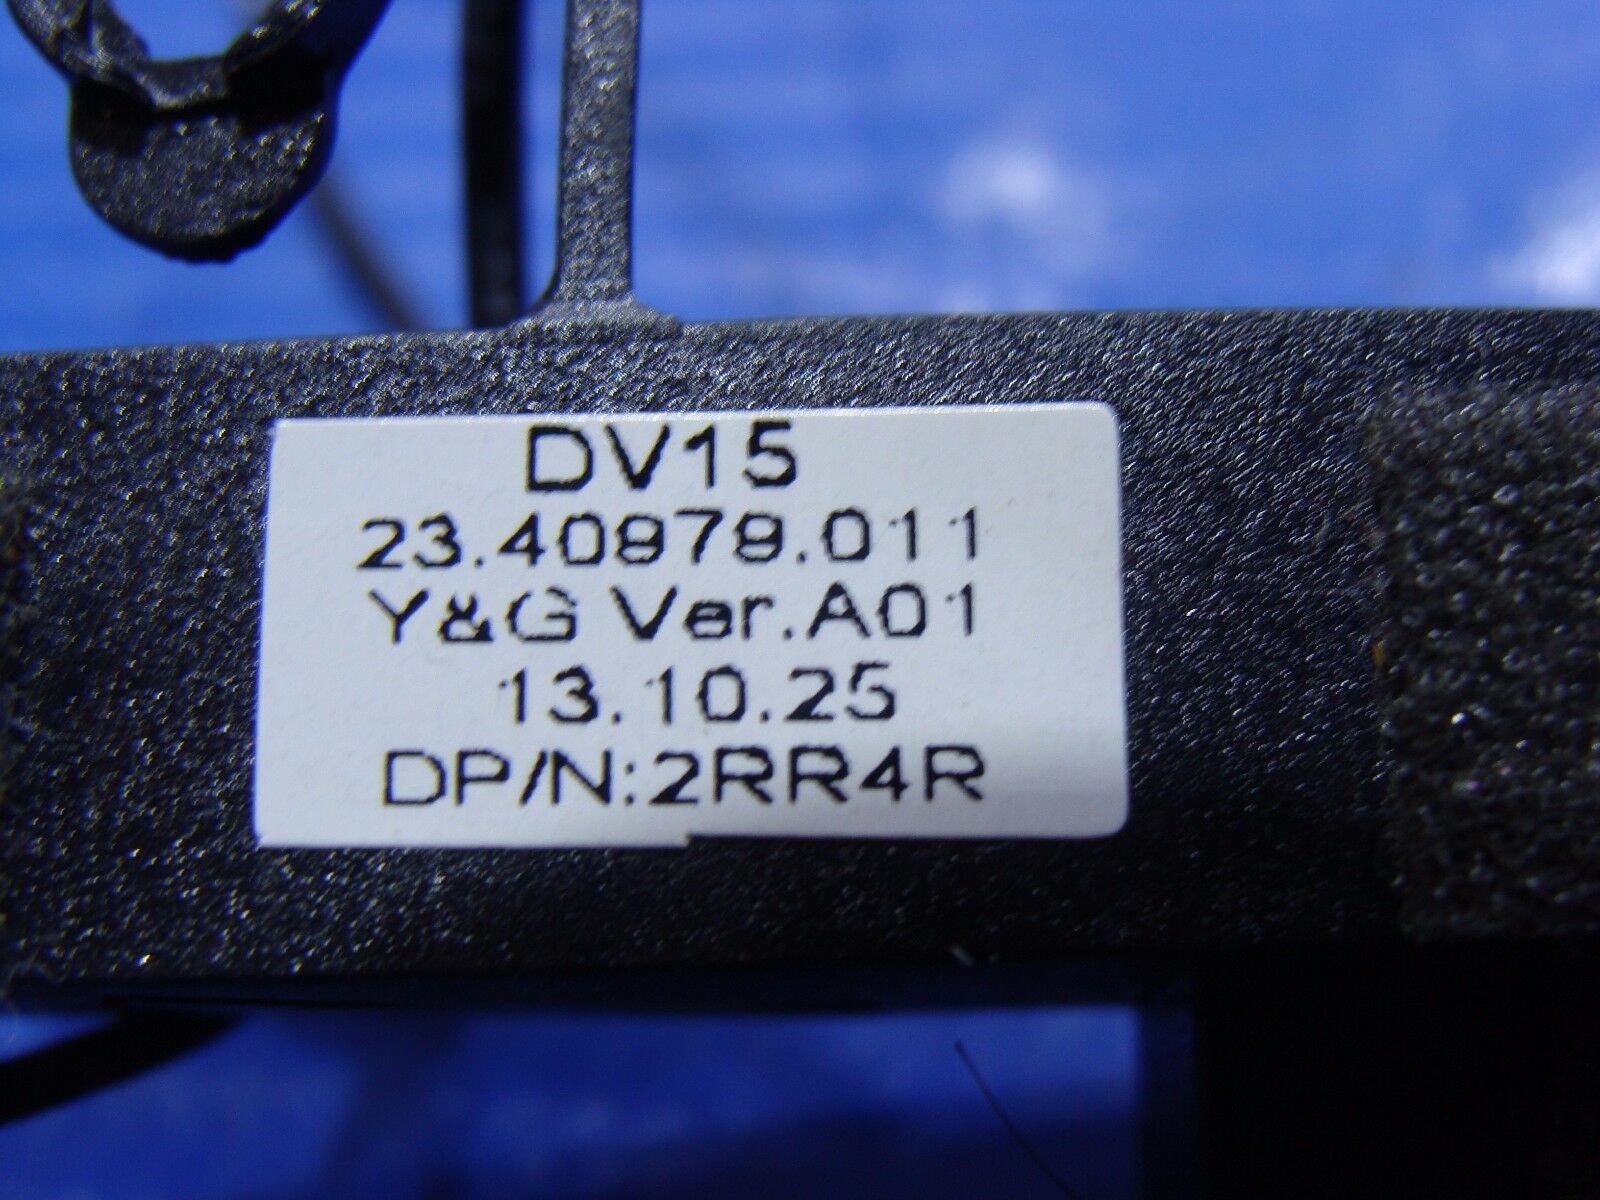 DV15
23.40979.011
Y&G Ver.A01
13.10.25
DP/N:2RR4R